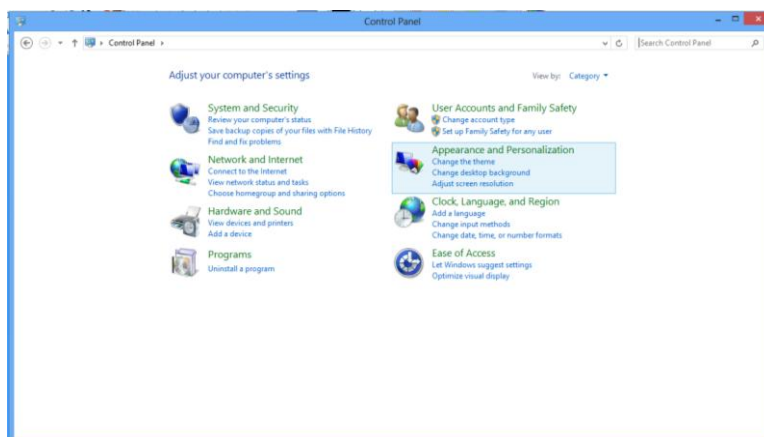 Control Panel
Control Panel
Search Control Panel
Adjust your computer's settings
View by: Category
System and Security
Review your computer's status
Save backup copies of your files with File History
Find and fix problems
Network and Internet
Connect to the Internet
View network status and tasks
Choose homegroup and sharing options
Hardware and Sound
View devices and printers
Add a device
Programs
Uninstall a program
User Accounts and Family Safety
Change account type
Set up Family Safety for any user
Appearance and Personalization
Change the theme
Change desktop background
Adjust screen resolution
Clock, Language, and Region
Add a language
Change input methods
Change date, time, or number formats
Ease of Access
Let Windows suggest settings
Optimize visual display